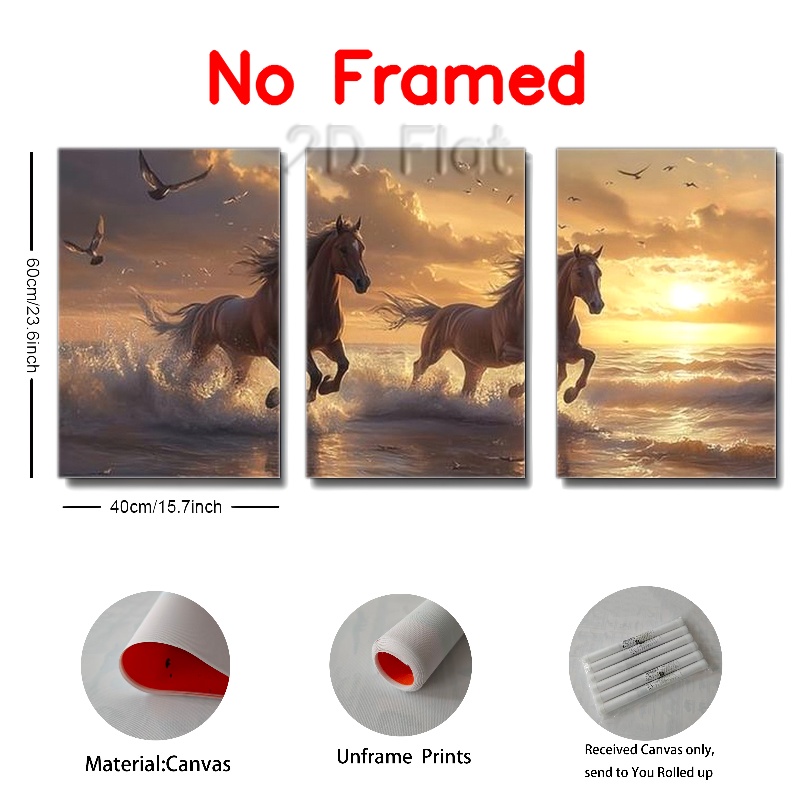 No Framed
2D Flat
60cm/23.6inch
40cm/15.7inch
Material:Canvas
Unframe Prints
Received Canvas only,
send to You Rolled up